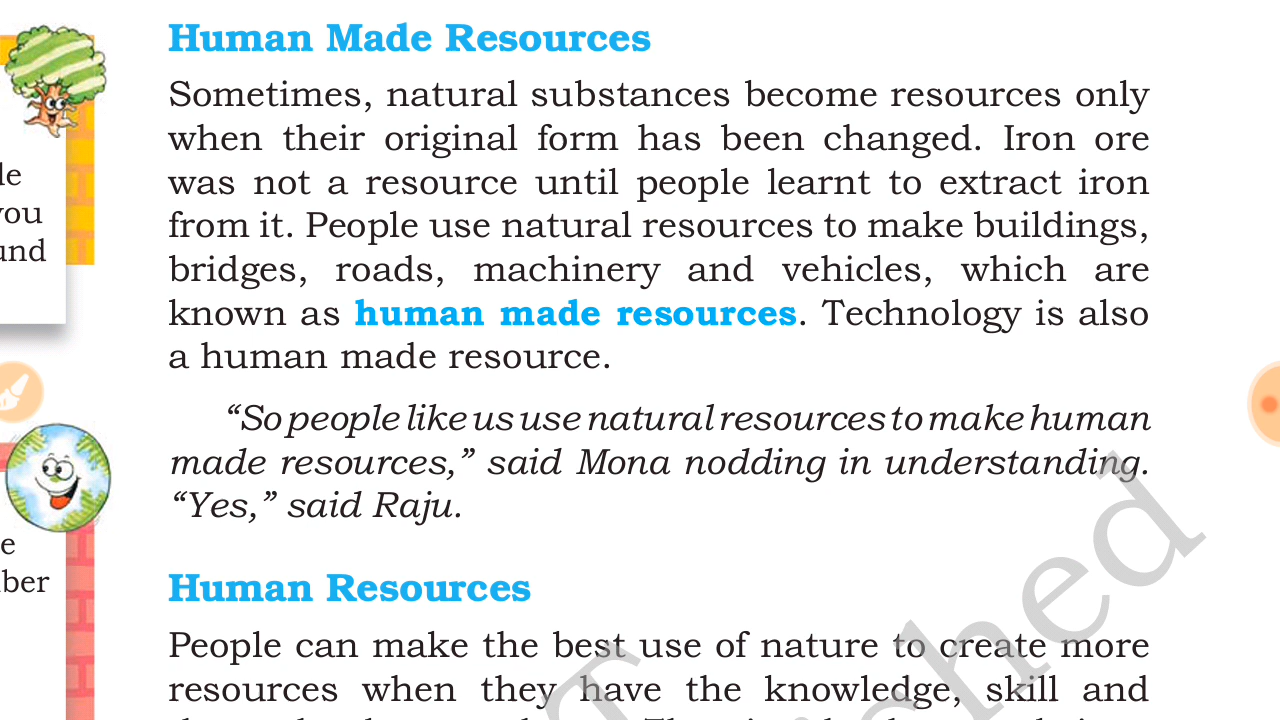 Human Made Resources
Sometimes, natural substances become resources only
when their original form has been changed. Iron ore
was not a resource until people learnt to extract iron
from it. People use natural resources to make buildings,
bridges, roads, machinery and vehicles, which are
known as human made resources. Technology is also
a human made resource.
“So people like us use natural resources to make human
made resources,” said Mona nodding in understanding.
“Yes,” said Raju.
Human Resources
People can make the best use of nature to create more
resources when they have the knowledge, skill and